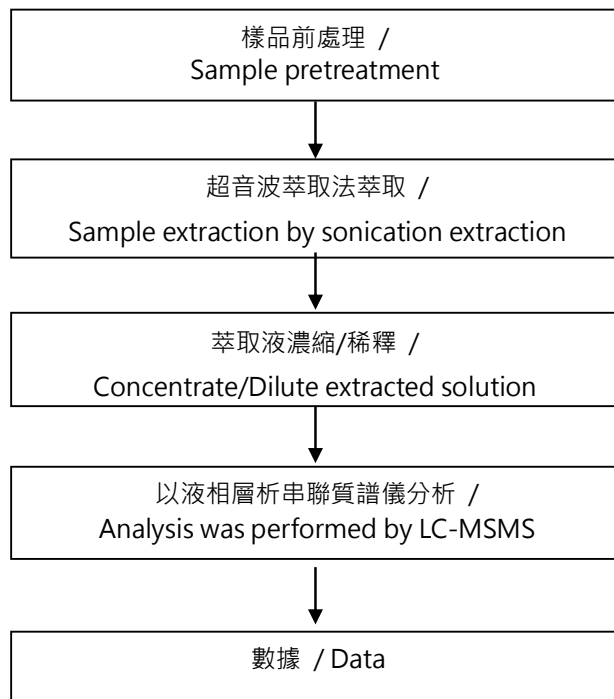 樣品前處理 /
Sample pretreatment
超音波萃取法萃取 /
Sample extraction by sonication extraction
萃取液濃縮/稀釋 /
Concentrate/Dilute extracted solution
以液相層析串聯質譜儀分析 /
Analysis was performed by LC-MSMS
數據 / Data